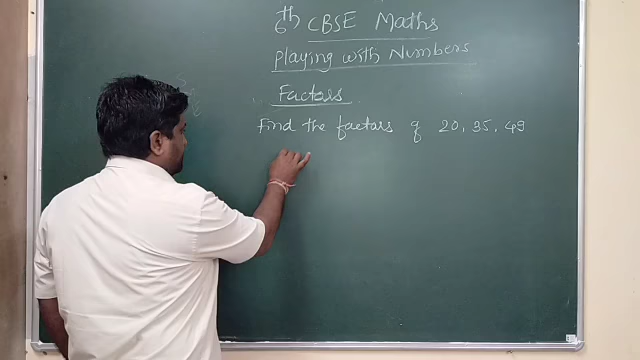 6th CBSE Maths
Playing with Numbers
Factors
Find the factors of 20, 35, 49